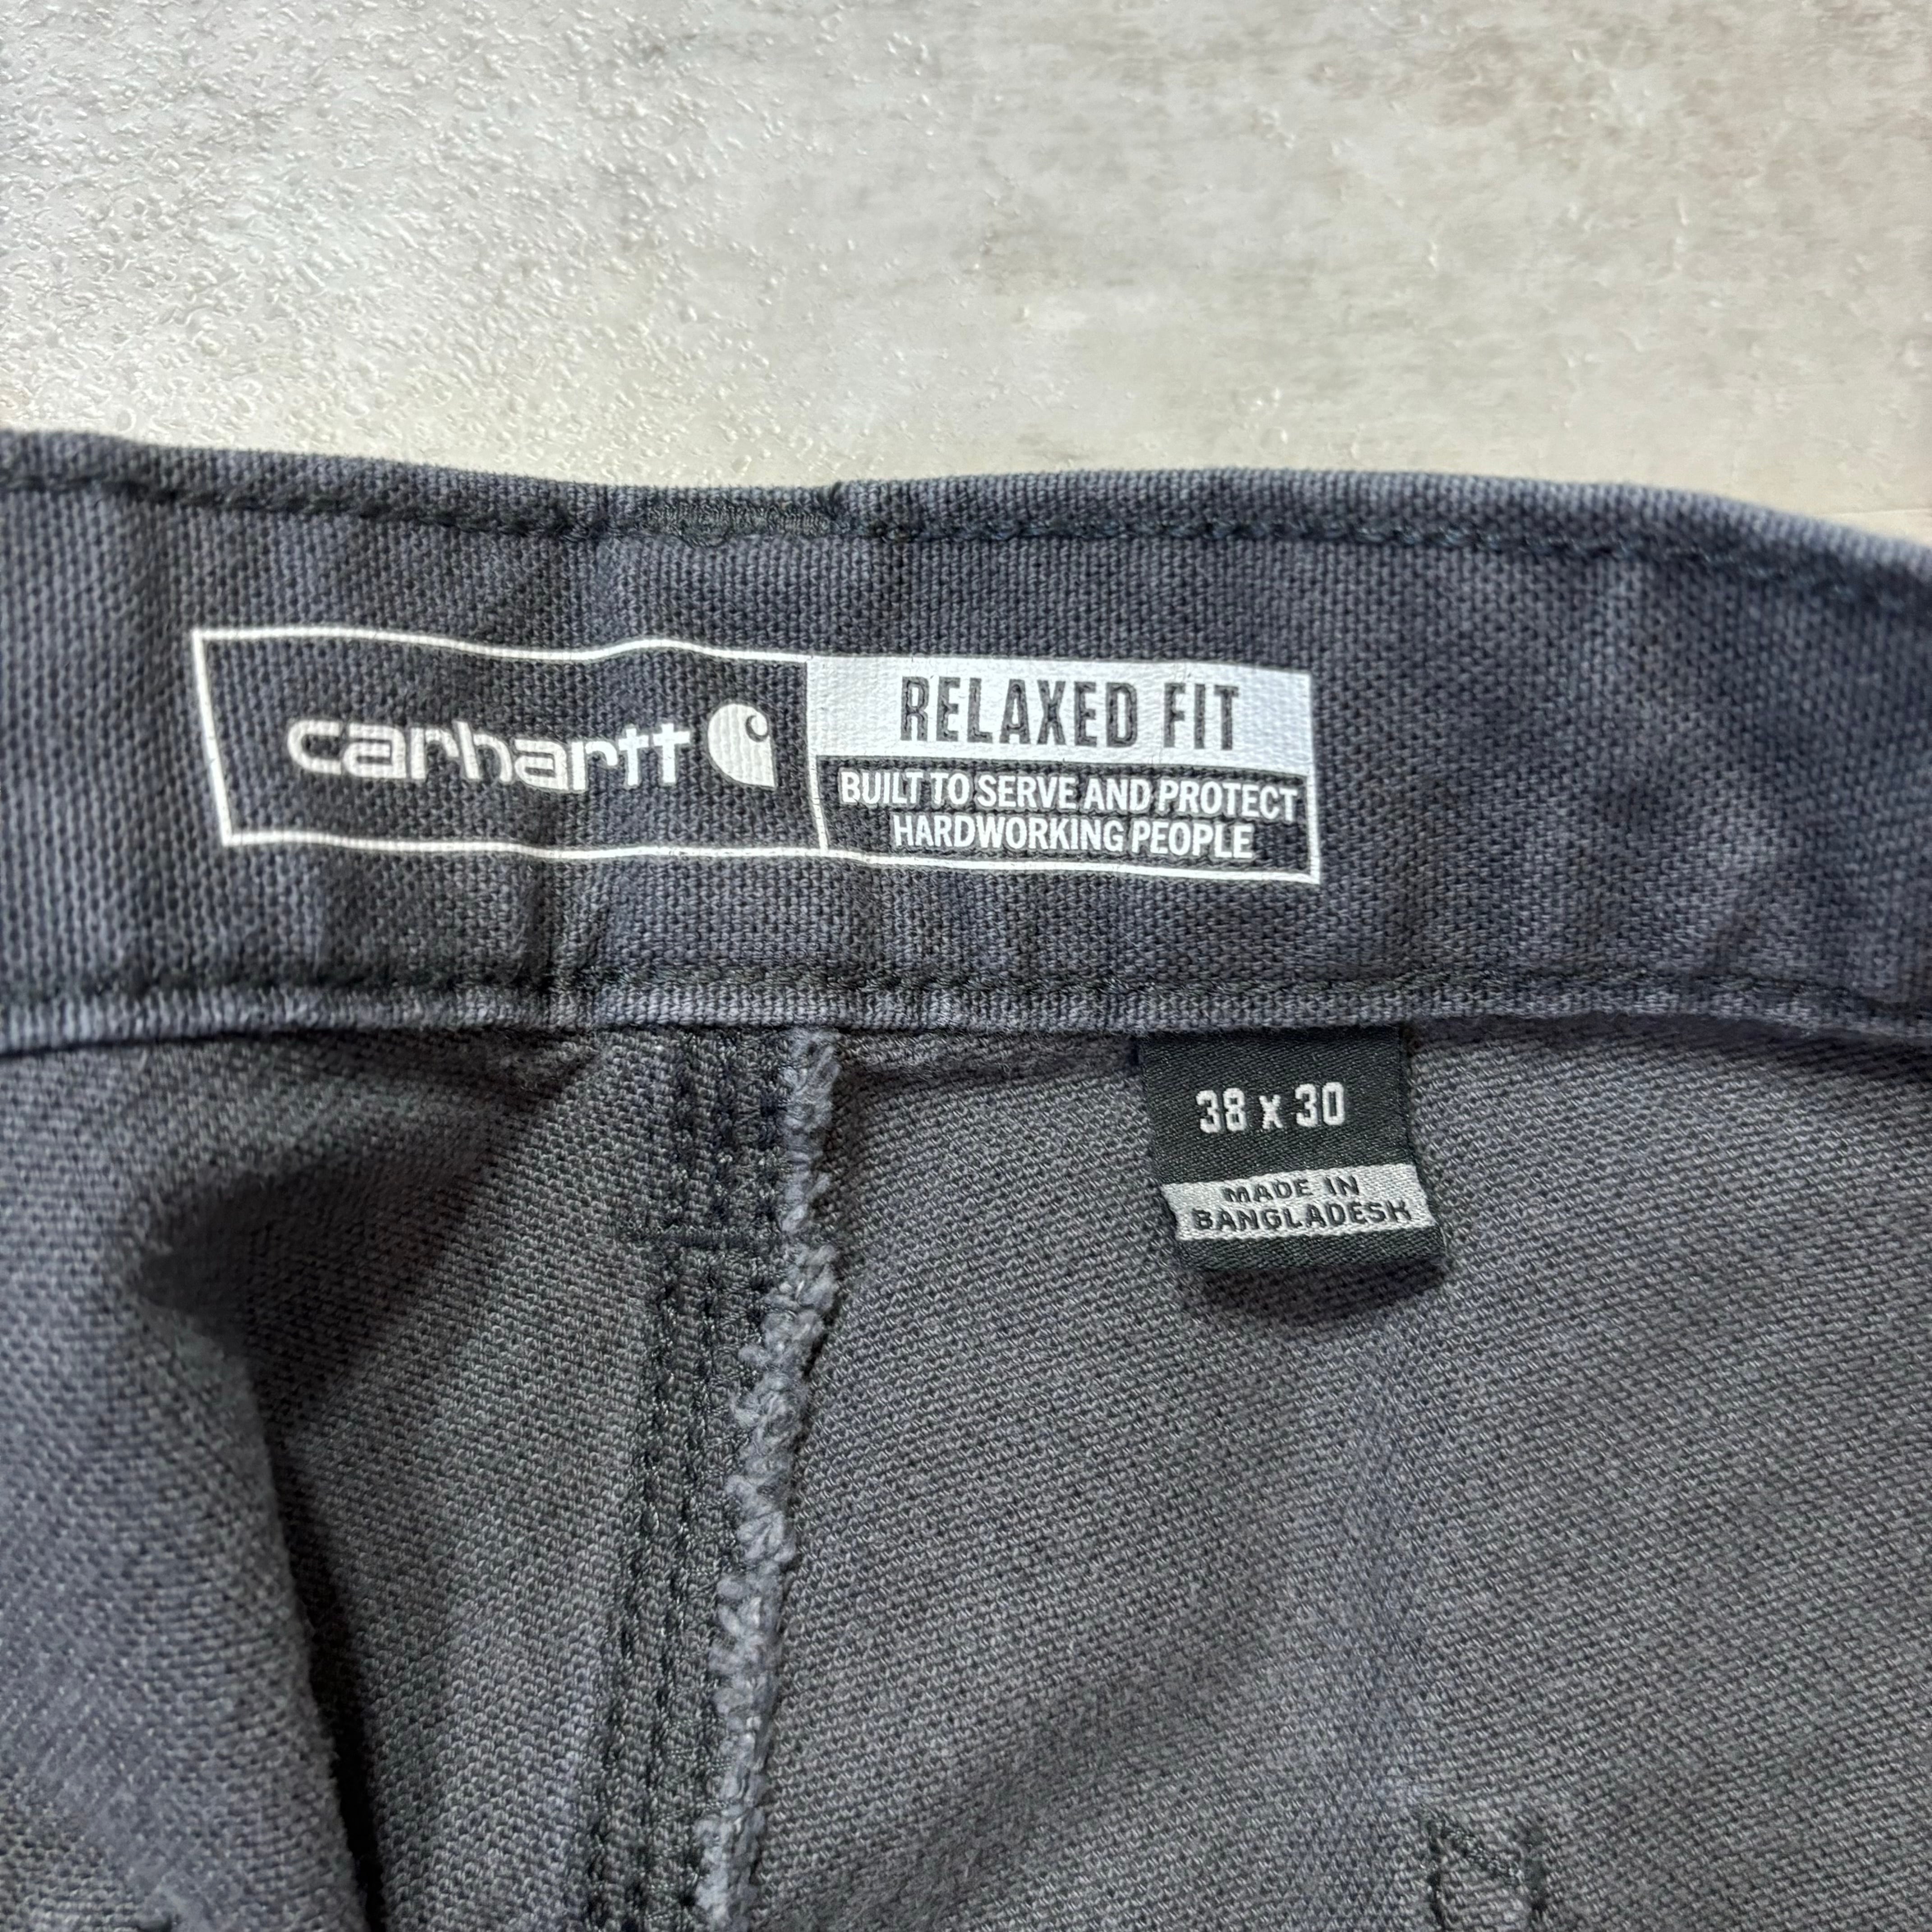 carhartt
RELAXED FIT
BUILT TO SERVE AND PROTECT
HARDWORKING PEOPLE
38 x 30
MADE IN
BANGLADESH